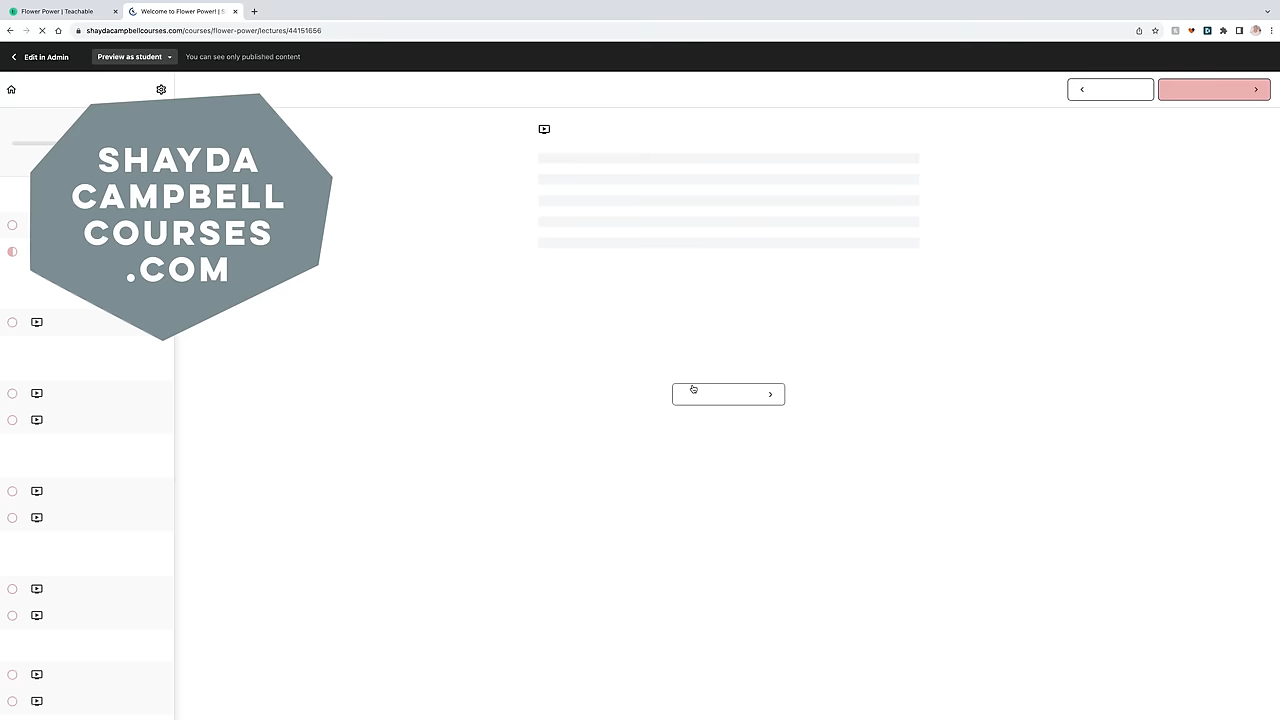 Flower Power | Teachable
Welcome to Flower Power! | S
shaydacampbellcourses.com/courses/flower-power/lectures/44151656
Edit in Admin
Preview as student
You can see only published content
SHAYDA
CAMPBELL
COURSES
.COM